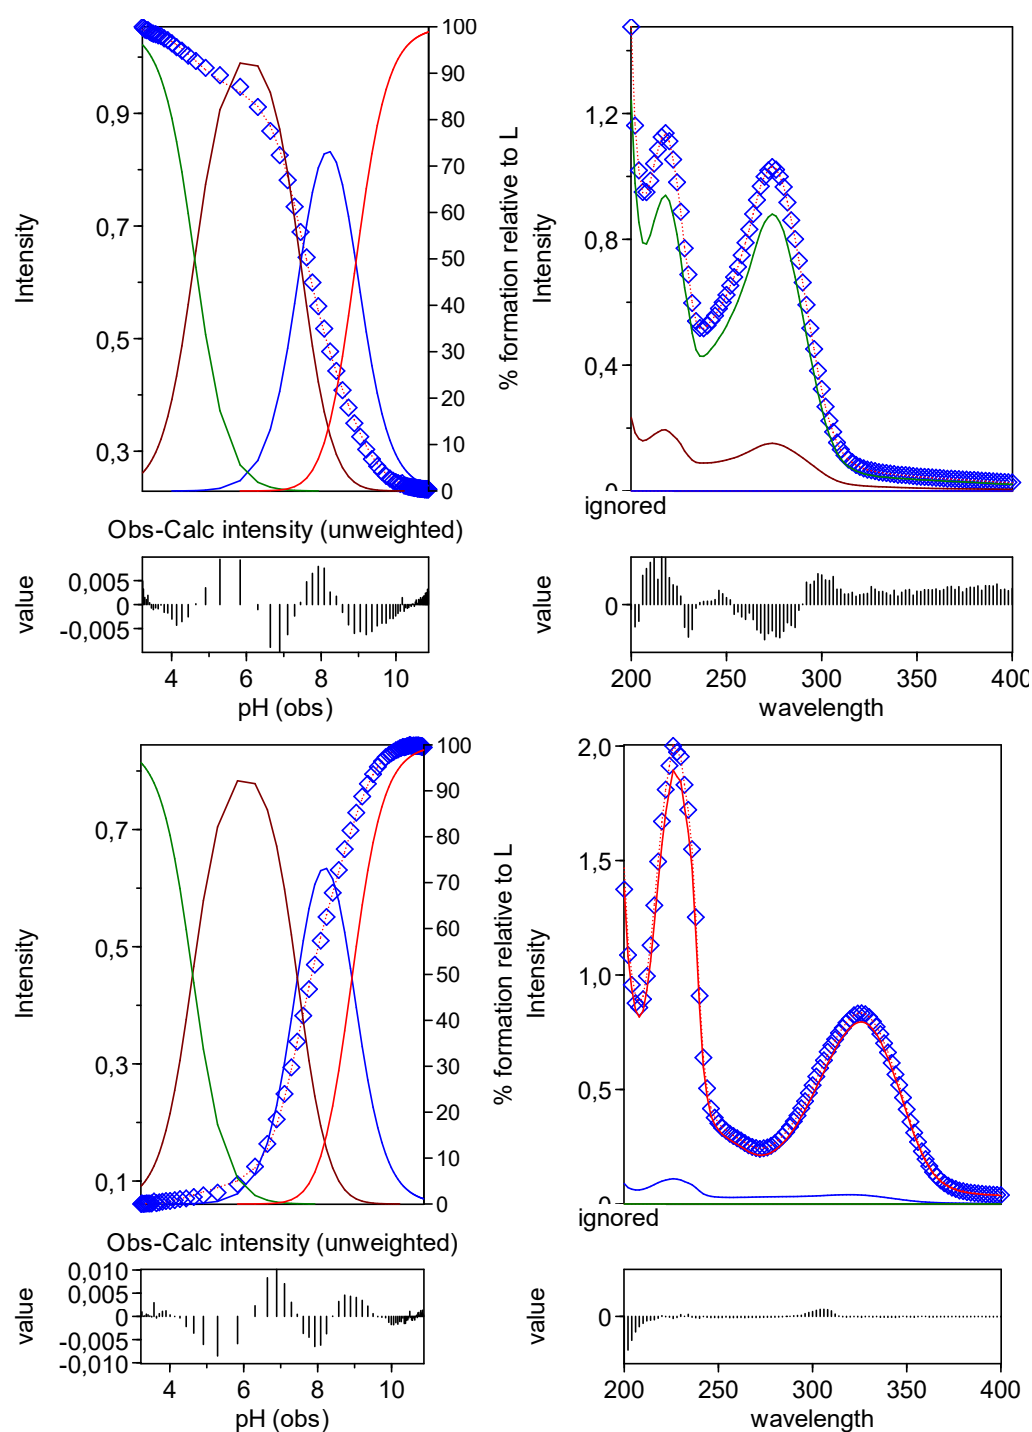 100
90
80
70
60
50
40
30
20
10
0
0,9
0,7
0,5
0,3
Intensity
% formation relative to L
1,2
0,8
0,4
0
Intensity
ignored
Obs-Calc intensity (unweighted)
0,005
0
-0,005
value
4 6 8 10
pH (obs)
0
value
200 250 300 350 400
wavelength
100
90
80
70
60
50
40
30
20
10
0
0,7
0,5
0,3
0,1
Intensity
% formation relative to L
2,0
1,5
1,0
0,5
0
Intensity
ignored
Obs-Calc intensity (unweighted)
0,010
0,005
0
-0,005
-0,010
value
4 6 8 10
pH (obs)
0
value
200 250 300 350 400
wavelength